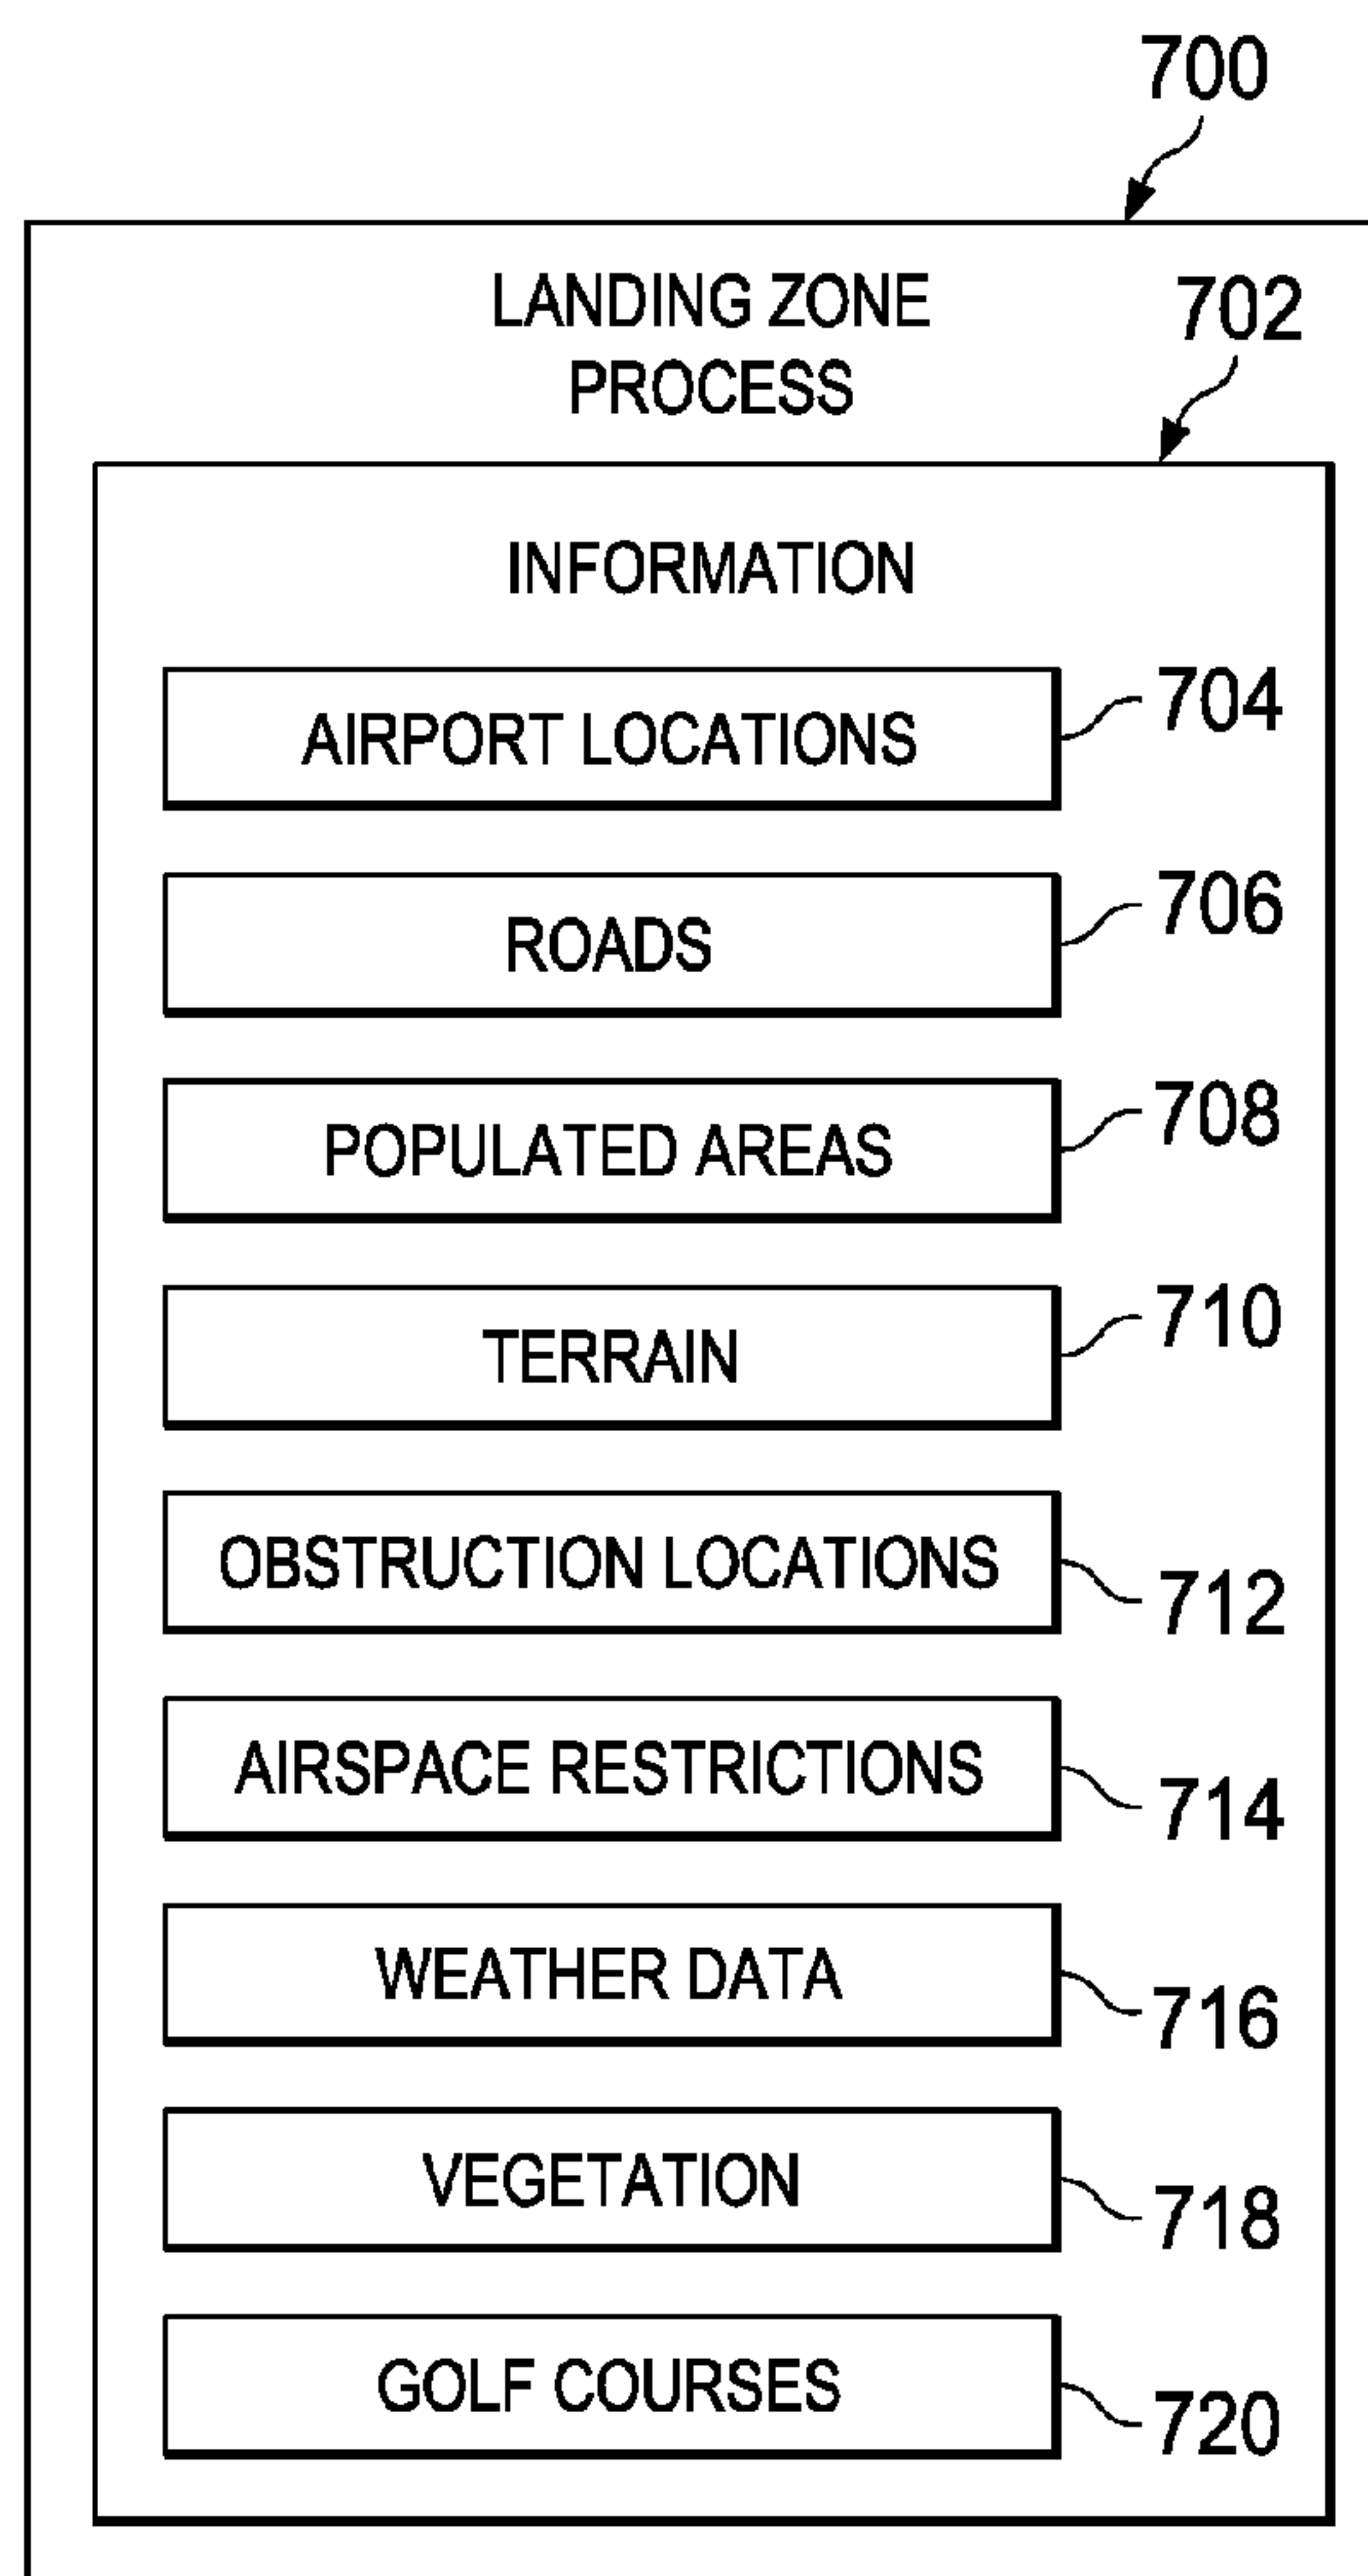 700
LANDING ZONE
PROCESS
702
INFORMATION
AIRPORT LOCATIONS
704
ROADS
706
POPULATED AREAS
708
TERRAIN
710
OBSTRUCTION LOCATIONS
712
AIRSPACE RESTRICTIONS
714
WEATHER DATA
716
VEGETATION
718
GOLF COURSES
720